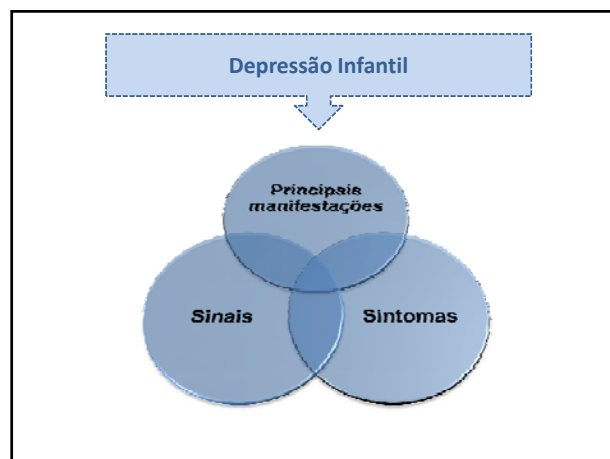 Depressão Infantil
Principais
manifestações
Sinais
Sintomas